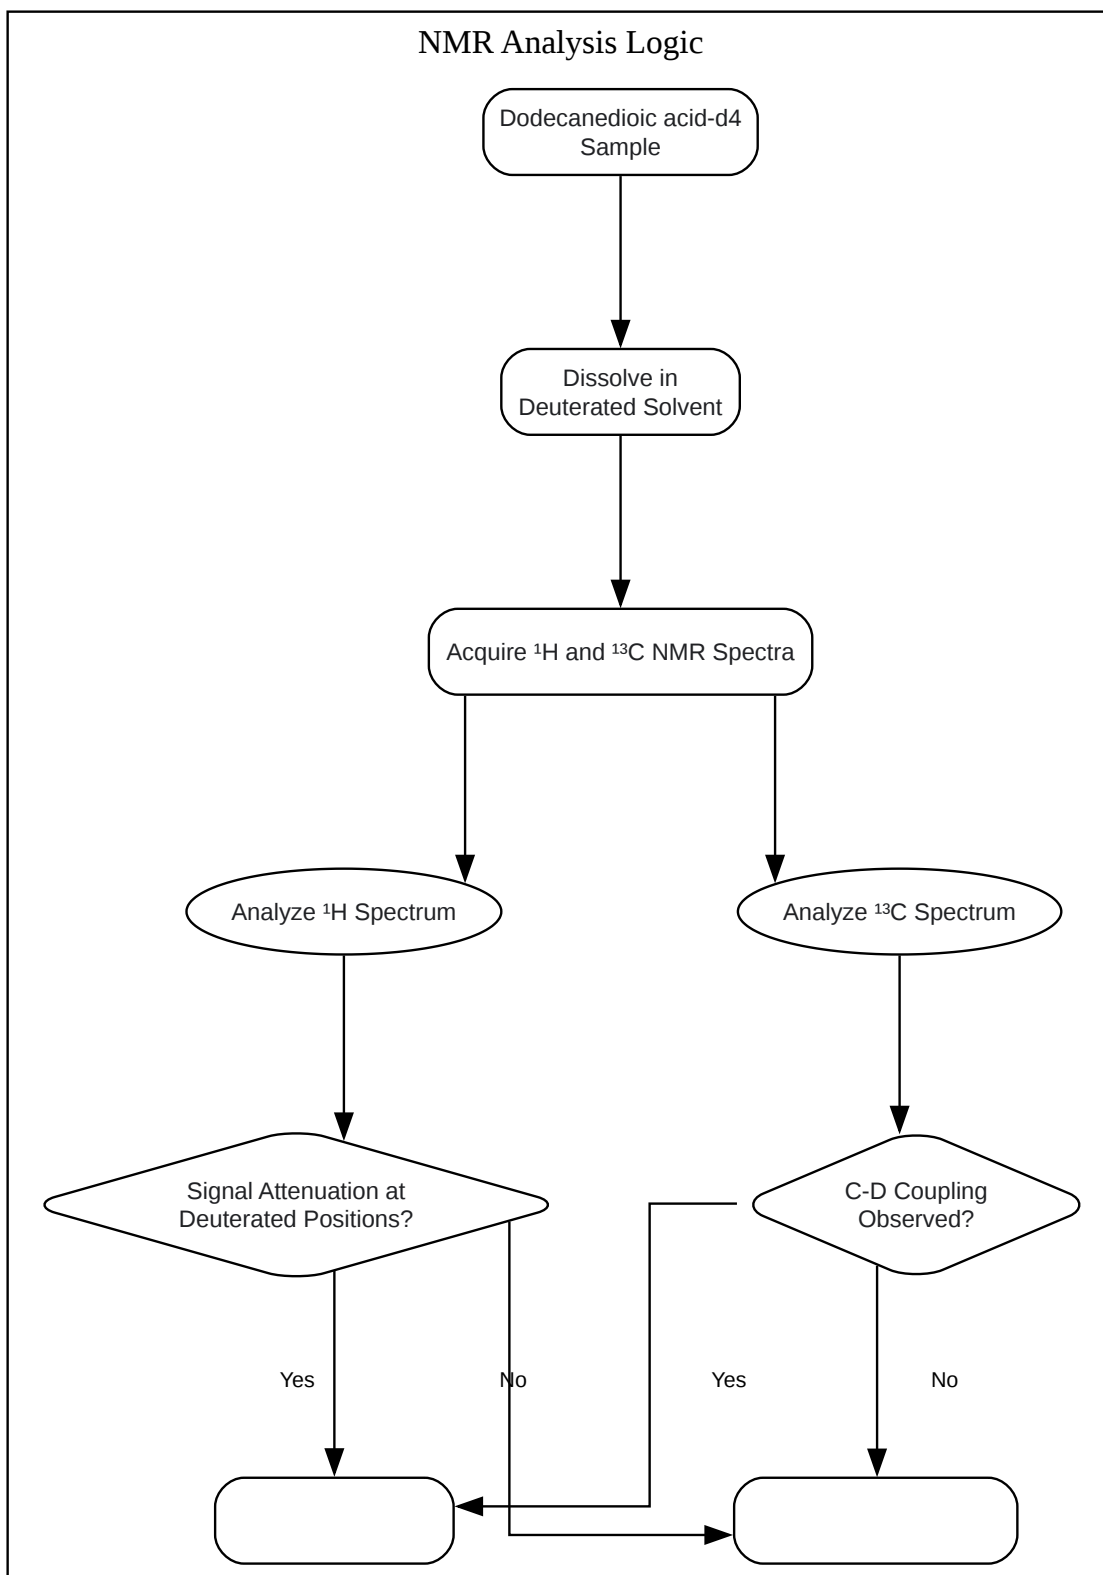 NMR Analysis Logic
Dodecanedioic acid-d4
Sample
Dissolve in
Deuterated Solvent
Acquire ¹H and ¹³C NMR Spectra
Analyze ¹H Spectrum
Analyze ¹³C Spectrum
Signal Attenuation at
Deuterated Positions?
C-D Coupling
Observed?
Yes
No
Yes
No